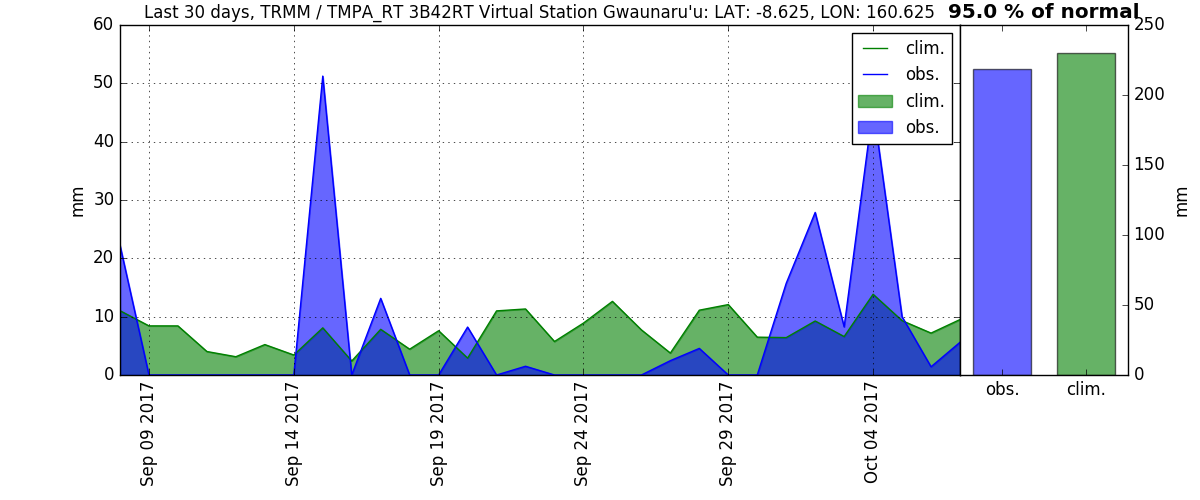 Last 30 days, TRMM / TMPA_RT 3B42RT Virtual Station Gwaunaru'u: LAT: -8.625, LON: 160.625
95.0 % of normal
60
50
40
30
20
10
0
mm
clim.
obs.
clim.
obs.
250
200
150
100
50
0
mm
Sep 09 2017
Sep 14 2017
Sep 19 2017
Sep 24 2017
Sep 29 2017
Oct 04 2017
obs.
clim.